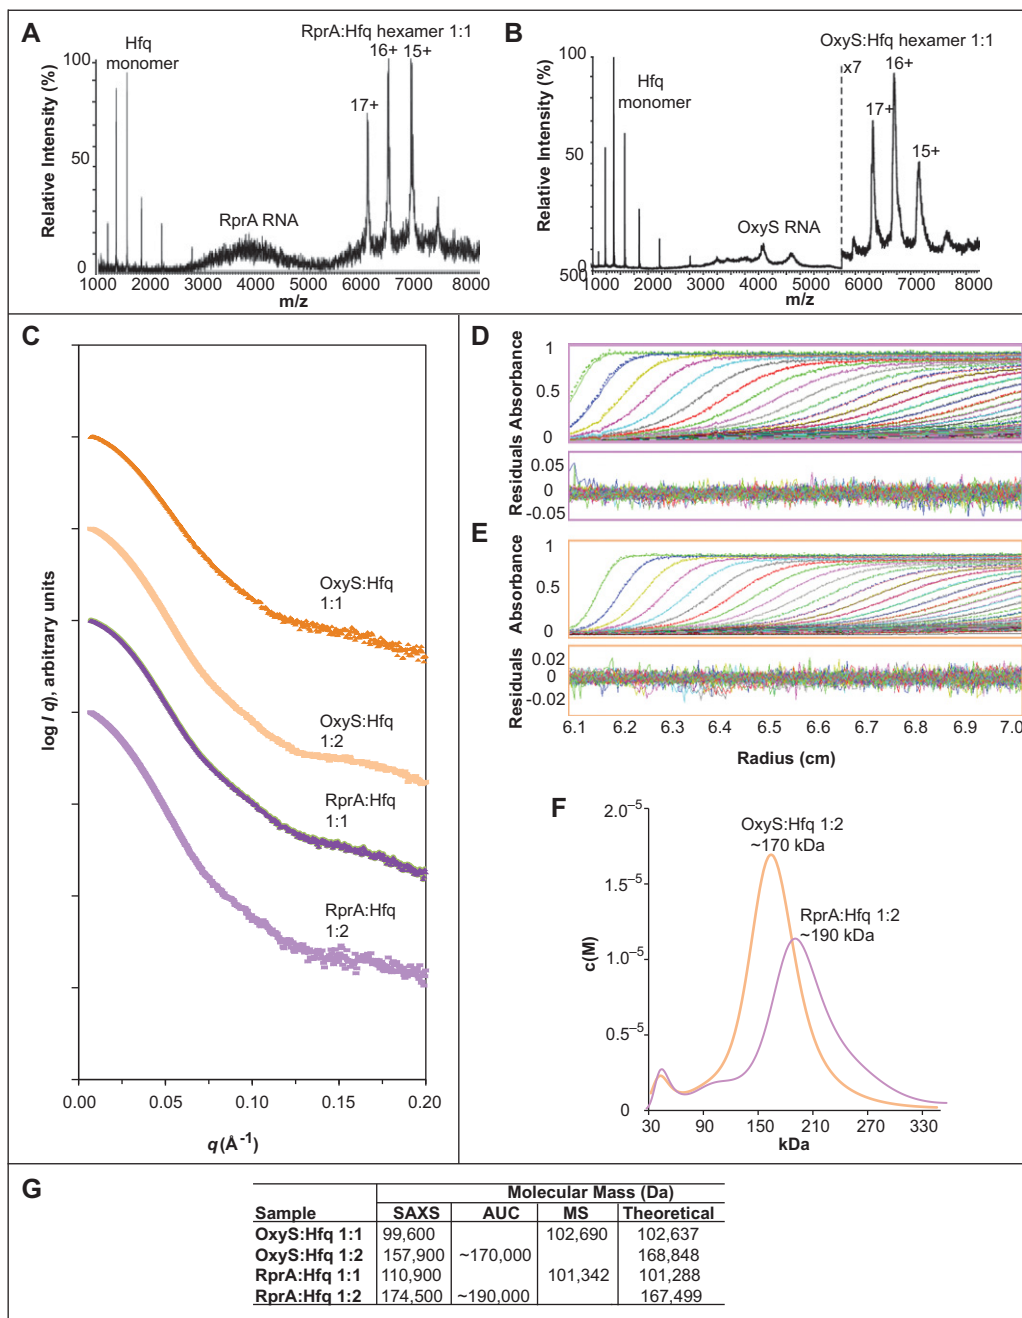 A
RprA:Hfq hexamer 1:1
Hfq
monomer
16+ 15+
17+
RprA RNA
Relative Intensity (%)
100
50
0
1000 2000 3000 4000 5000 6000 7000 8000
m/z
B
OxyS:Hfq hexamer 1:1
x7
16+
Hfq
monomer
17+
15+
OxyS RNA
Relative Intensity (%)
100
50
0
500
1000 2000 3000 4000 5000 6000 7000 8000
m/z
C
OxyS:Hfq
1:1
OxyS:Hfq
1:2
RprA:Hfq
1:1
RprA:Hfq
1:2
log I q), arbitrary units
0.00 0.05 0.10 0.15 0.20
q (Å-1)
D
Absorbance
1
0.5
0
Residuals
0.05
0
-0.05
E
Absorbance
1
0.5
0
Residuals
0.02
0
-0.02
6.1 6.2 6.3 6.4 6.5 6.6 6.7 6.8 6.9 7.0
Radius (cm)
F
2.0–5
1.5–5
1.0–5
0.5–5
0
c(M)
OxyS:Hfq 1:2
~170 kDa
RprA:Hfq 1:2
~190 kDa
30 90 150 210 270 330
kDa
G
Molecular Mass (Da)
Sample SAXS AUC MS Theoretical
OxyS:Hfq 1:1 99,600 102,690 102,637
OxyS:Hfq 1:2 157,900 ~170,000 168,848
RprA:Hfq 1:1 110,900 101,342 101,288
RprA:Hfq 1:2 174,500 ~190,000 167,499